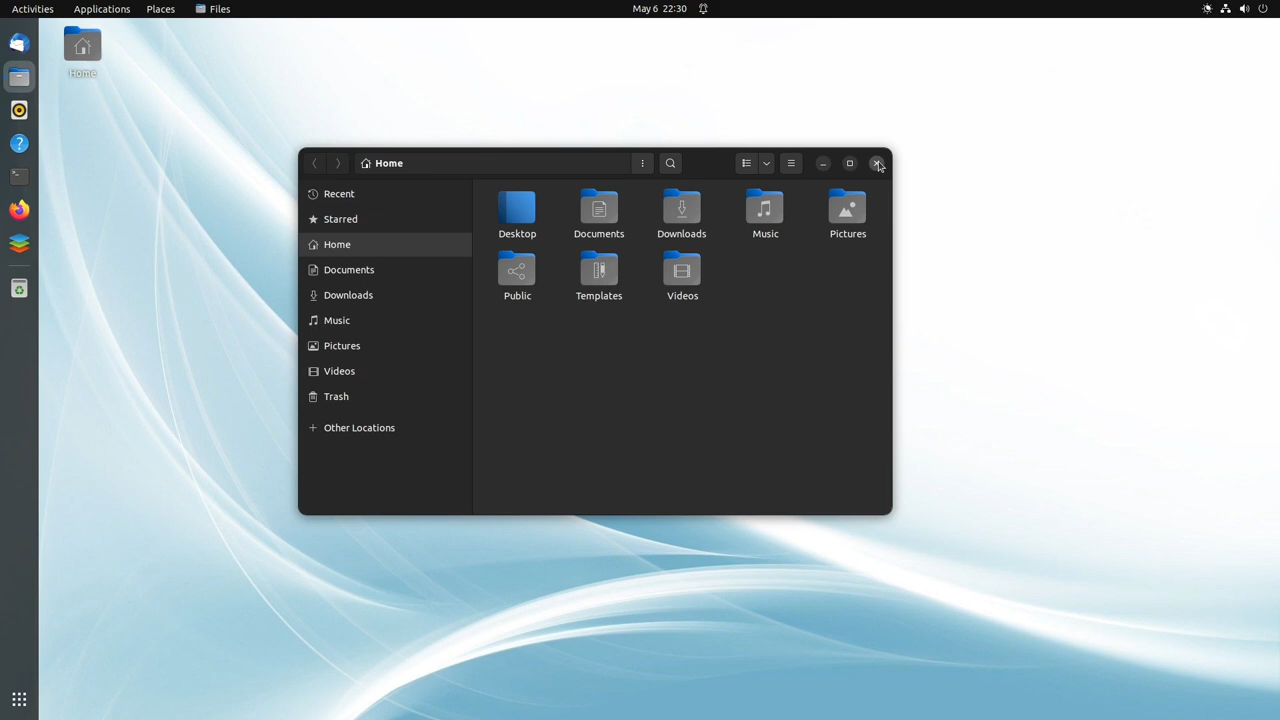 Activities Applications Places Files May 6 22:30
Home
Home
Recent
Starred
Home
Documents
Downloads
Music
Pictures
Videos
Trash
Other Locations
Desktop Documents Downloads Music Pictures
Public Templates Videos